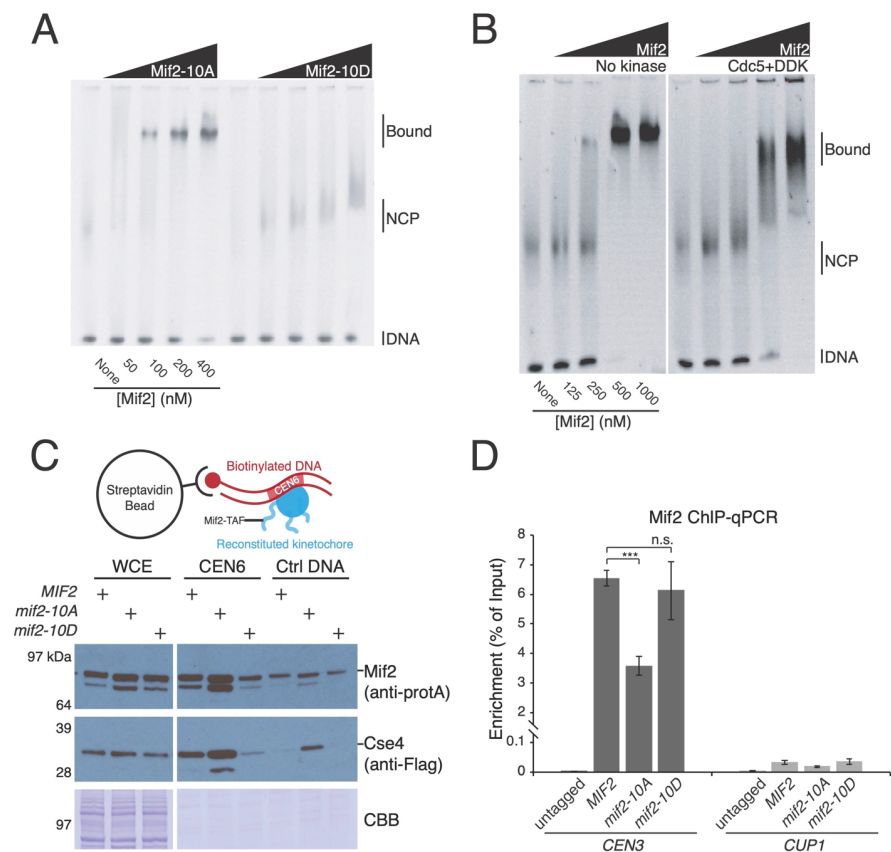 A
Mif2-10A
Mif2-10D
Bound
NCP
DNA
None
50
100
200
400
[Mif2] (nM)
B
Mif2
No kinase
Mif2
Cdc5+DDK
Bound
NCP
DNA
None
125
250
500
1000
[Mif2] (nM)
C
Streptavidin
Bead
Biotinylated DNA
CEN6
Mif2-TAF
Reconstituted kinetochore
WCE
CEN6
Ctrl DNA
MIF2 + + +
mif2-10A + + +
mif2-10D + + +
97 kDa
64
Mif2
(anti-protA)
39
28
Cse4
(anti-Flag)
97
CBB
D
Mif2 ChIP-qPCR
n.s.
***
Enrichment (% of Input)
8
7
6
5
4
3
2
0.1
0
untagged
MIF2
mif2-10A
mif2-10D
untagged
MIF2
mif2-10A
mif2-10D
CEN3
CUP1